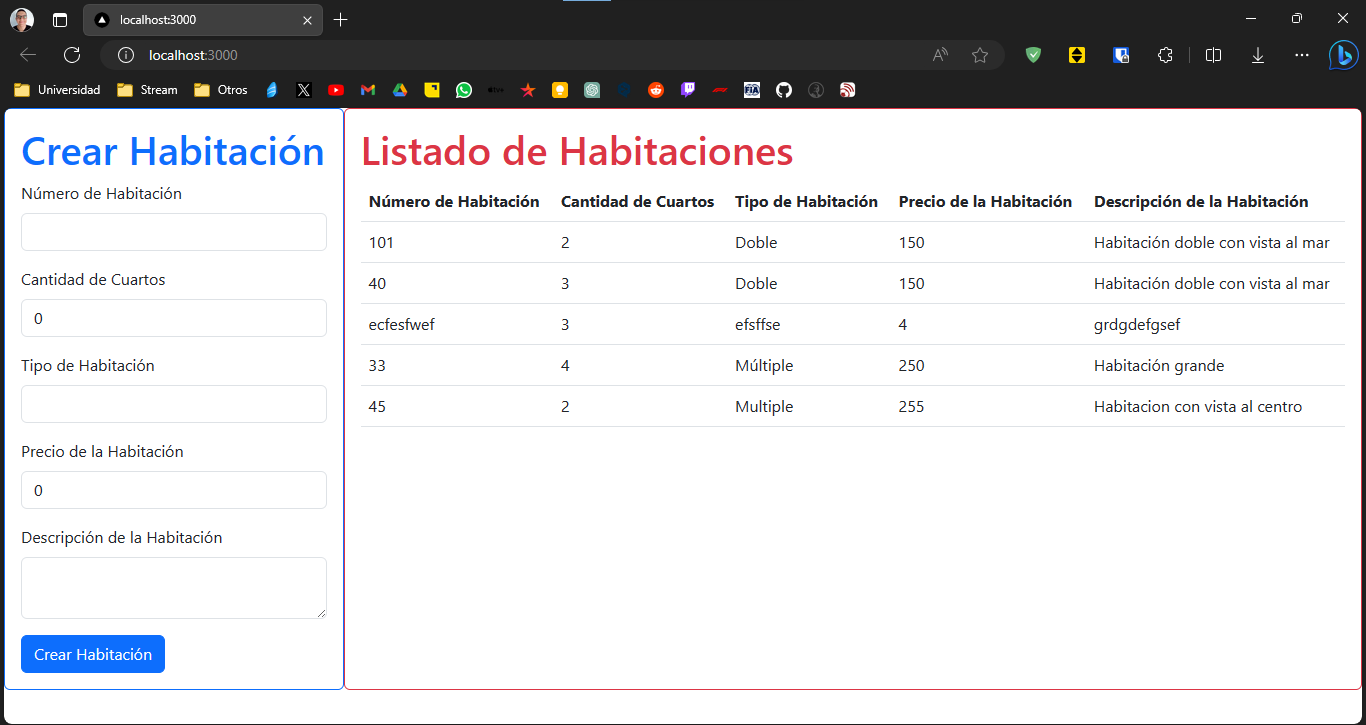 localhost:3000
localhost:3000
Universidad Stream Otros
Crear Habitación
Número de Habitación
Cantidad de Cuartos
0
Tipo de Habitación
Precio de la Habitación
0
Descripción de la Habitación
Crear Habitación
Listado de Habitaciones
Número de Habitación Cantidad de Cuartos Tipo de Habitación Precio de la Habitación Descripción de la Habitación
101 2 Doble 150 Habitación doble con vista al mar
40 3 Doble 150 Habitación doble con vista al mar
ecfesfwef 3 efsffse 4 grdgdefgsef
33 4 Múltiple 250 Habitación grande
45 2 Multiple 255 Habitacion con vista al centro